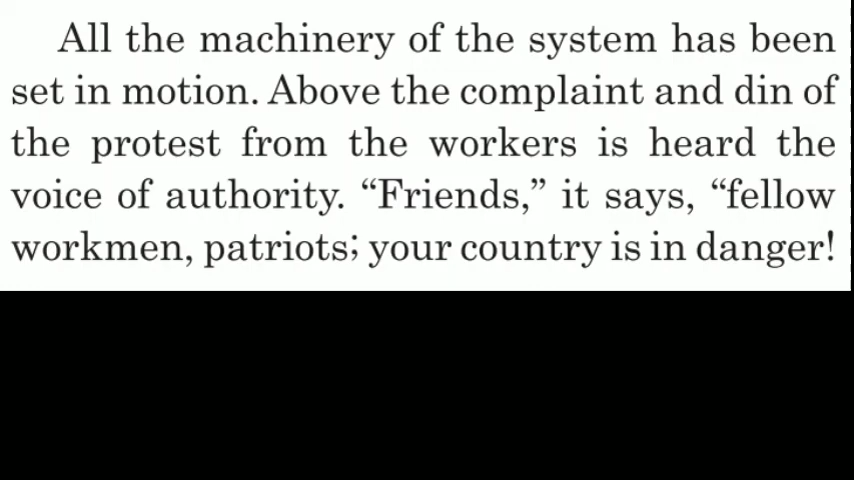 All the machinery of the system has been
set in motion. Above the complaint and din of
the protest from the workers is heard the
voice of authority. “Friends,” it says, “fellow
workmen, patriots; your country is in danger!